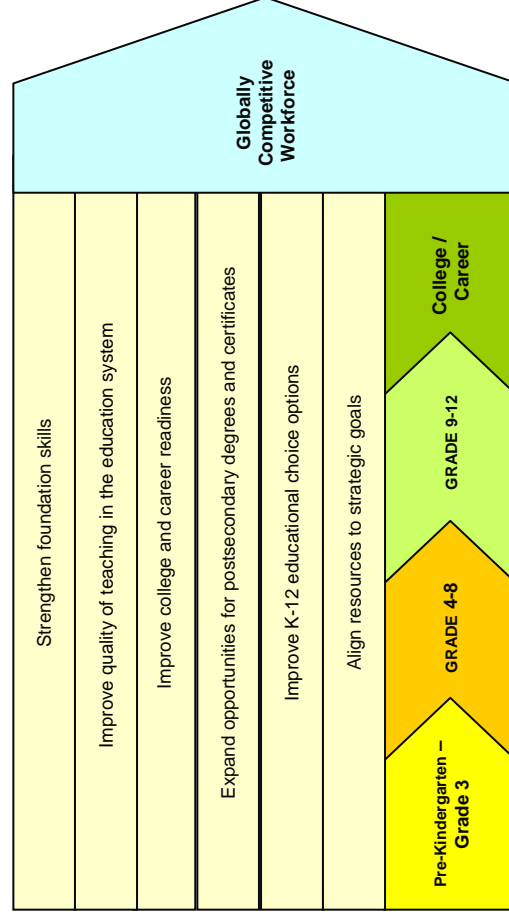 Strengthen foundation skills
Improve quality of teaching in the education system
Improve college and career readiness
Expand opportunities for postsecondary degrees and certificates
Improve K-12 educational choice options
Align resources to strategic goals
Pre-Kindergarten –
Grade 3
GRADE 4-8
GRADE 9-12
College /
Career
Globally
Competitive
Workforce